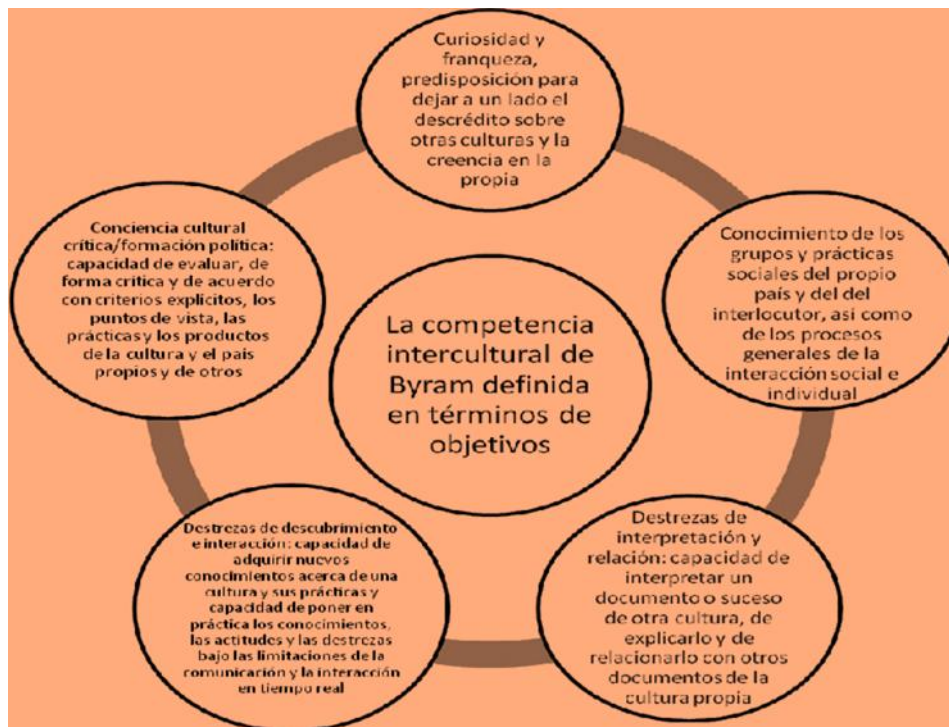 Curiosidad y
franqueza,
predisposición para
dejar a un lado el
descrédito sobre
otras culturas y la
creencia en la
propia
Conocimiento de los
grupos y prácticas
sociales del propio
país y del del
interlocutor, así como
de los procesos
generales de la
interacción social e
individual
Destrezas de
interpretación y
relación: capacidad de
interpretar un
documento o suceso
de otra cultura, de
explicarlo y de
relacionarlo con otros
documentos de la
cultura propia
Destrezas de descubrimiento
e interacción: capacidad de
adquirir nuevos
conocimientos acerca de una
cultura y sus prácticas y
capacidad de poner en
práctica los conocimientos,
las actitudes y las destrezas
bajo las limitaciones de la
comunicación y la interacción
en tiempo real
Conciencia cultural
crítica/formación política:
capacidad de evaluar, de
forma crítica y de acuerdo
con criterios explícitos, los
puntos de vista, las
prácticas y los productos
de la cultura y el país
propios y de otros
La competencia
intercultural de
Byram definida
en términos de
objetivos